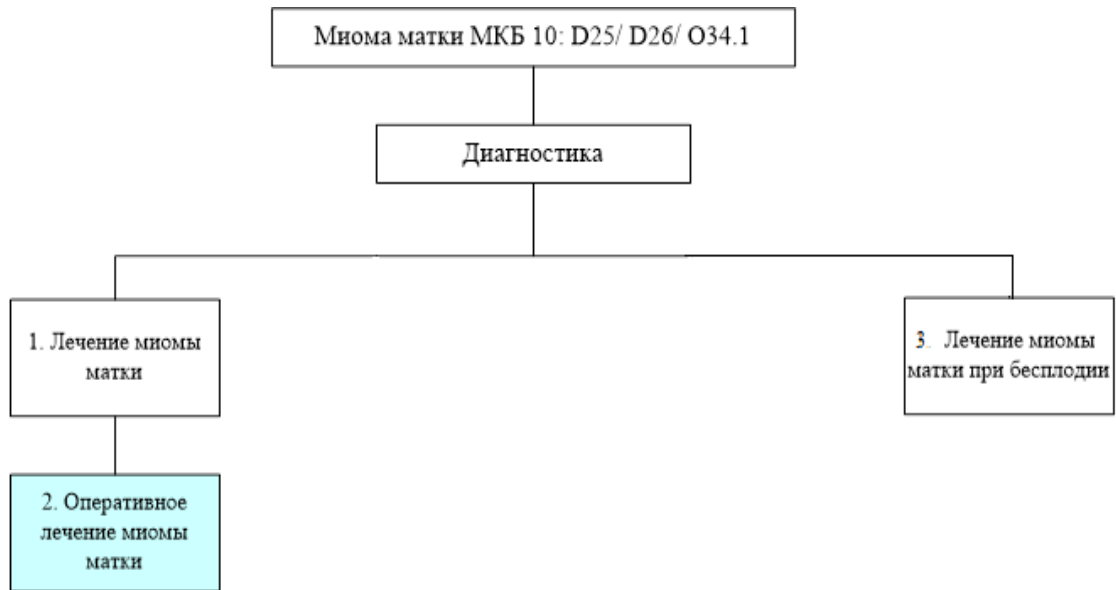 Миома матки МКБ 10: D25/ D26/ O34.1
Диагностика
1. Лечение миомы
матки
3. Лечение миомы
матки при бесплодии
2. Оперативное
лечение миомы
матки